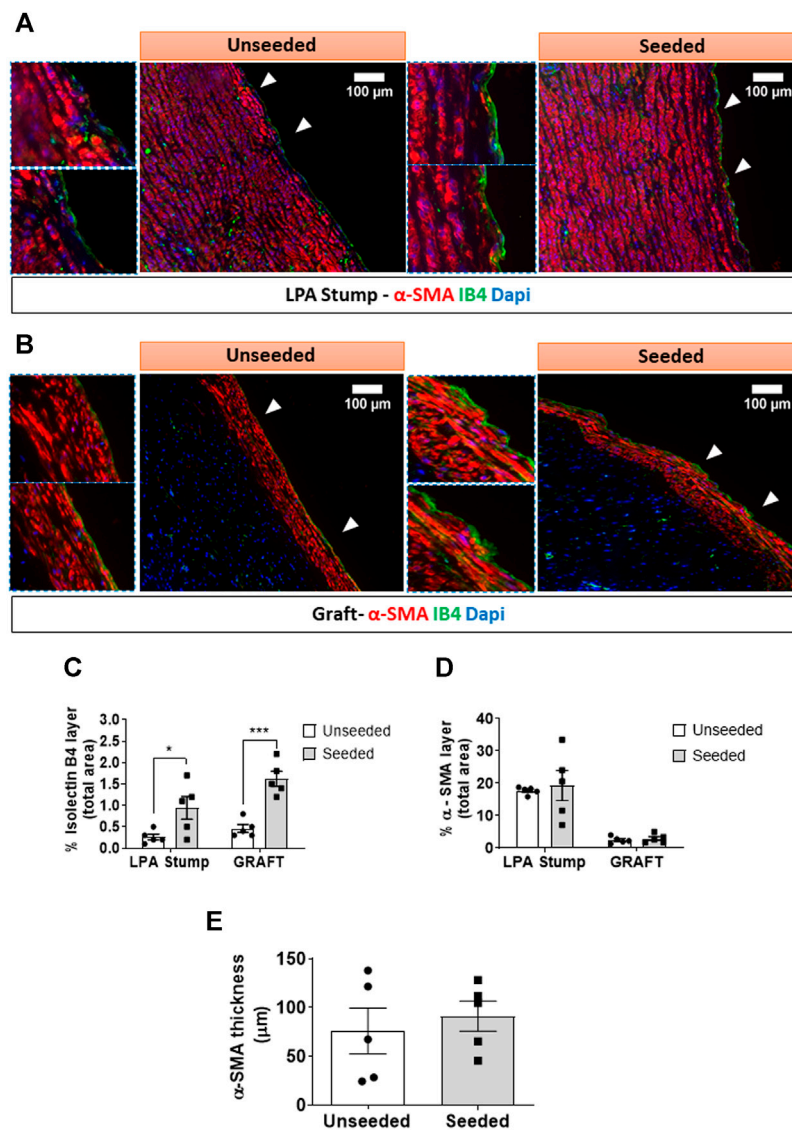 A
Unseeded
Seeded
100 µm
100 µm
LPA Stump - α-SMA IB4 Dapi
B
Unseeded
Seeded
100 µm
100 µm
Graft- α-SMA IB4 Dapi
C
% Isolectin B4 layer
(total area)
3.0
2.5
2.0
1.5
1.0
0.5
0.0
*
***
LPA Stump
GRAFT
Unseeded
Seeded
D
% α - SMA layer
(total area)
40
30
20
10
0
LPA Stump
GRAFT
Unseeded
Seeded
E
α-SMA thickness
(µm)
150
100
50
0
Unseeded
Seeded